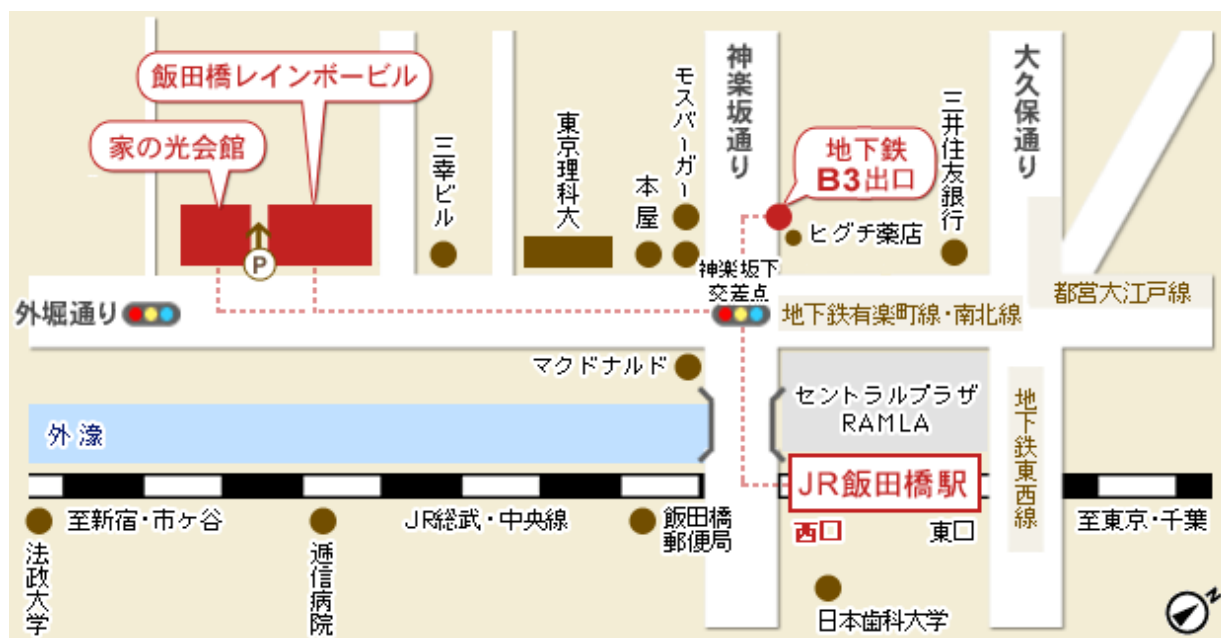 飯田橋レインボービル
家の光会館
P
三幸ビル
東京理科大
本屋
モスバーガー
神楽坂通り
地下鉄
B3出口
ヒグチ薬店
三井住友銀行
大久保通り
神楽坂下
交差点
外堀通り
地下鉄有楽町線・南北線
都営大江戸線
マクドナルド
セントラルプラザ
RAMLA
外濠
地下鉄東西線
JR飯田橋駅
西口
東口
至新宿・市ヶ谷
JR総武・中央線
飯田橋
郵便局
至東京・千葉
法政大学
逓信病院
日本歯科大学
N